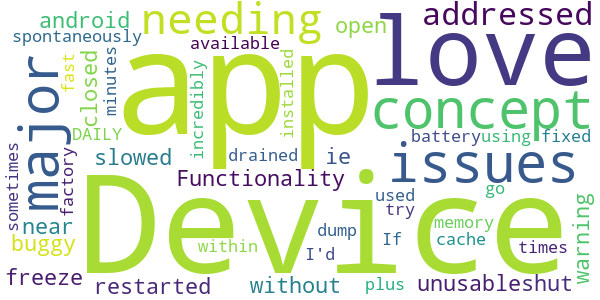 android
needing
love
addressed
spontaneously
open
available
app
fast
minutes
closed
major
incredibly
installed
concept
DAILY
battery
using
fixed
sometimes
factory
slowed
drained
ie
issues
Functionality
Device
near
buggy
within
I'd
dump
If
used
try
go
memory
cache
times
warning
freeze
restarted
without
plus
unusable
shut